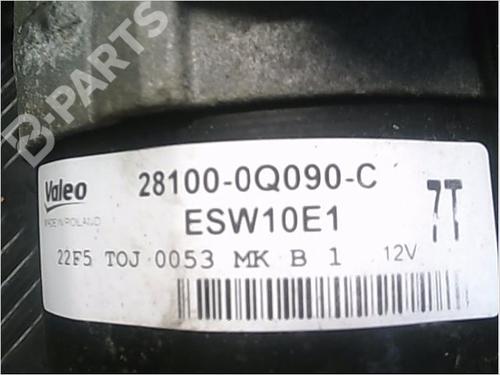 B-PARTS
Valeo
MADE IN POLAND
28100-0Q090-C
ESW10E1
7T
22F5 TOJ 0053 MK B 1 12V